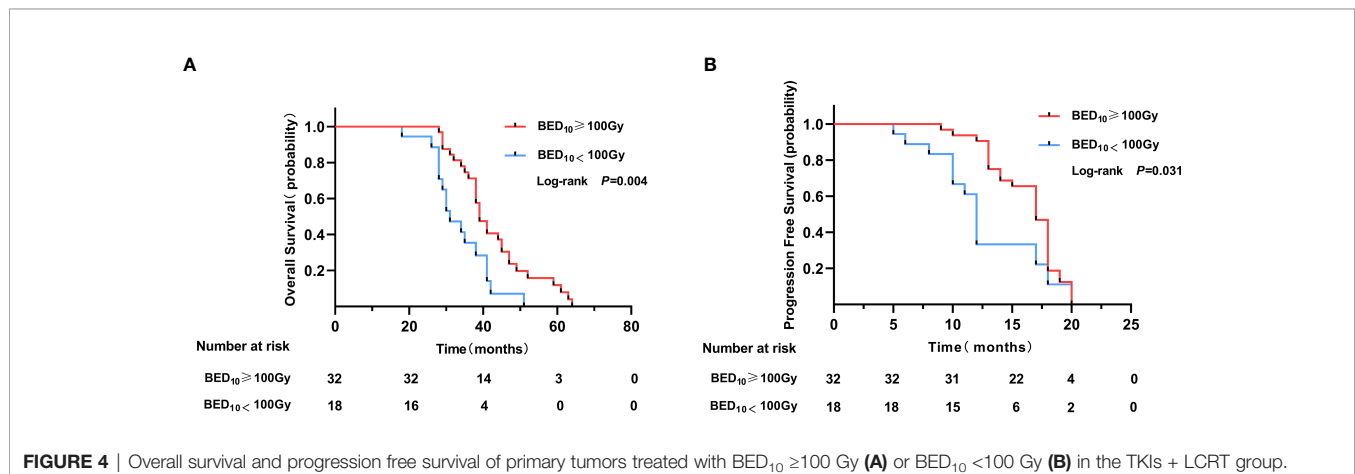 A
Overall Survival( probability)
1.0
0.8
0.6
0.4
0.2
BED10≥100Gy
BED10< 100Gy
Log-rank P=0.004
0 20 40 60 80
Time(months)
Number at risk
BED10≥100Gy 32 32 14 3 0
BED10< 100Gy 18 16 4 0 0
B
Progression Free Survival (probability)
1.0
0.8
0.6
0.4
0.2
BED10≥100Gy
BED10< 100Gy
Log-rank P=0.031
0 5 10 15 20 25
Time( months)
Number at risk
BED10≥100Gy 32 32 31 22 4 0
BED10< 100Gy 18 18 15 6 2 0
FIGURE 4 | Overall survival and progression free survival of primary tumors treated with BED10 ≥100 Gy (A) or BED10 <100 Gy (B) in the TKIs + LCRT group.